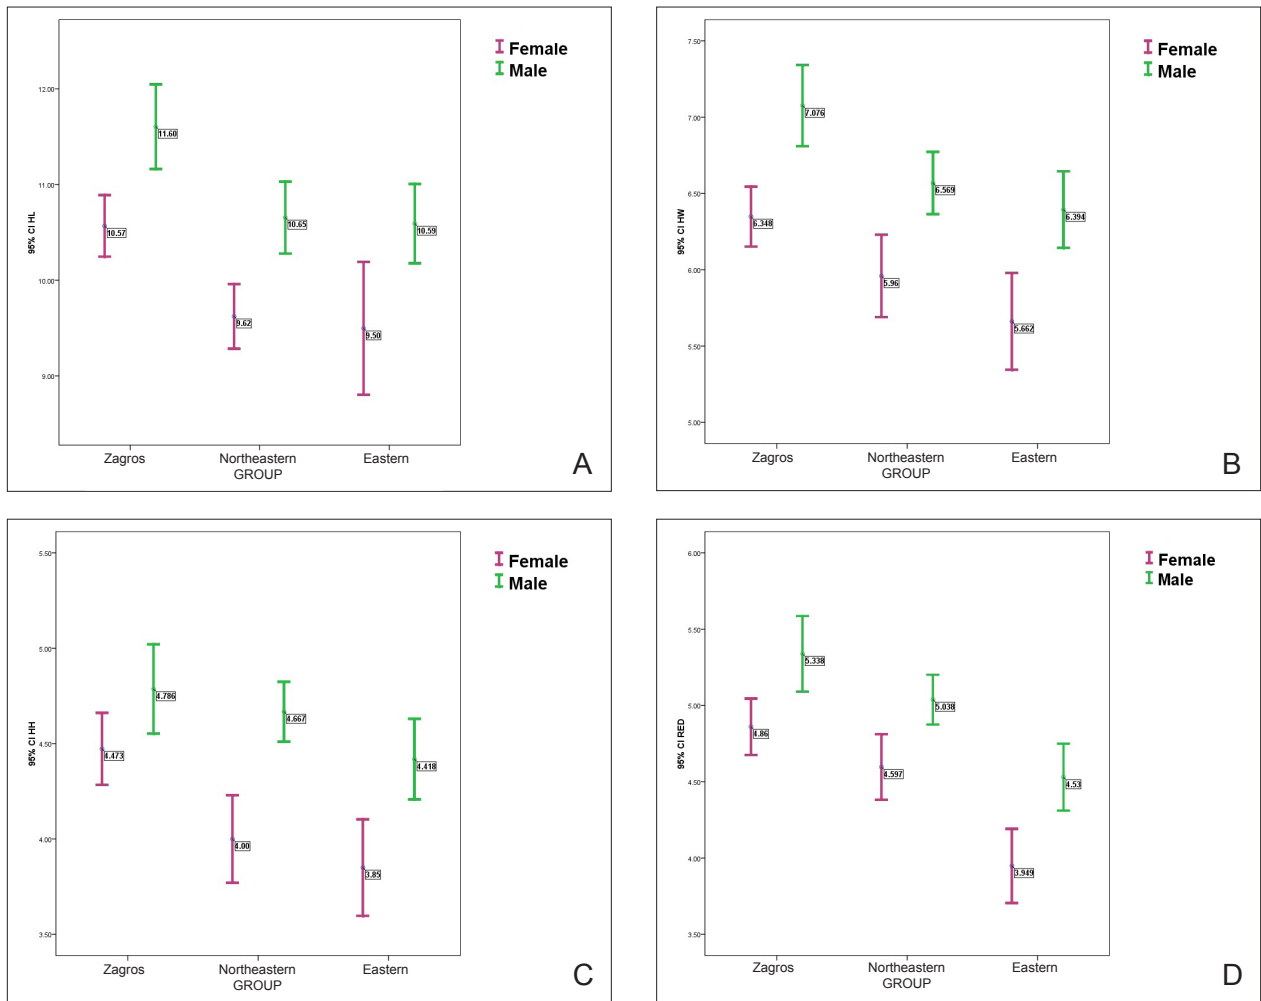 Female
Male
12.00
11.00
10.00
9.00
95% CI HL
11.60
10.57
10.65
10.59
9.62
9.50
Zagros Northeastern Eastern
GROUP
A
Female
Male
7.50
7.00
6.50
6.00
5.50
5.00
95% CI HW
7.076
6.348
6.569
6.394
5.96
5.662
Zagros Northeastern Eastern
GROUP
B
Female
Male
5.50
5.00
4.50
4.00
3.50
95% CI HH
4.786
4.473
4.667
4.418
4.00
3.85
Zagros Northeastern Eastern
GROUP
C
Female
Male
6.00
5.50
5.00
4.50
4.00
3.50
95% CI RED
5.338
4.86
5.038
4.597
4.53
3.949
Zagros Northeastern Eastern
GROUP
D